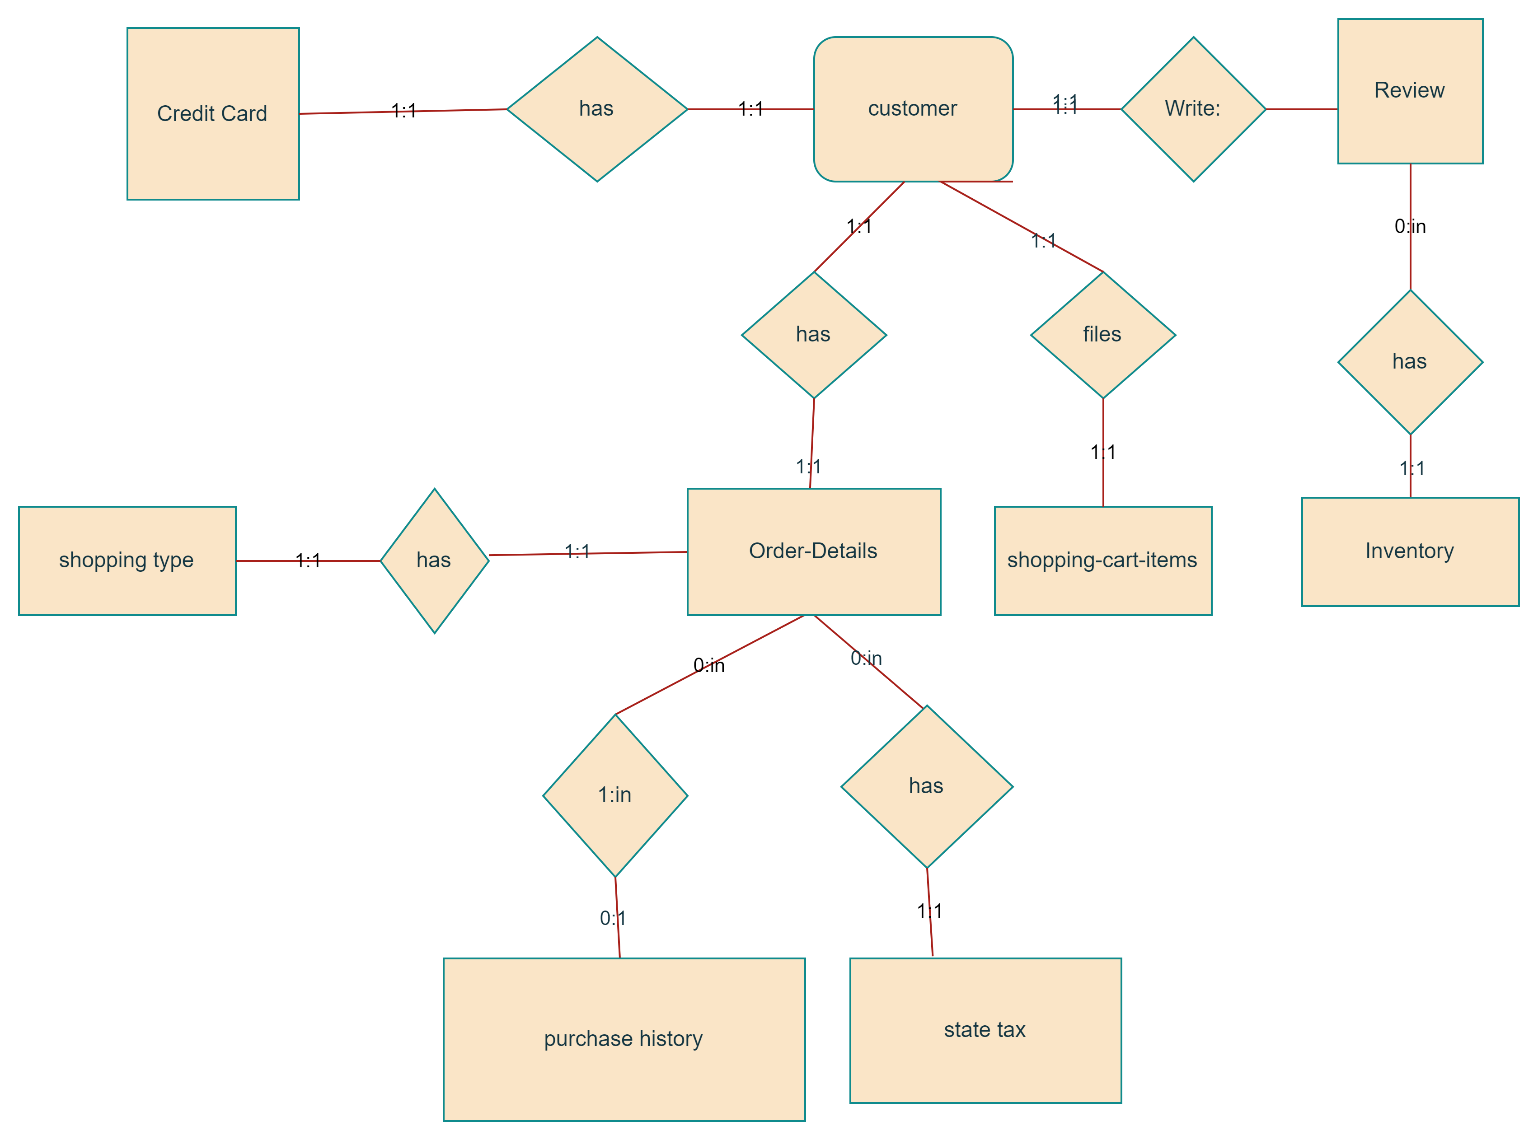 Credit Card
1:1
has
1:1
customer
1:1
1:1
Write:
Review
1:1
1:1
0:in
has
files
has
1:1
1:1
1:1
shopping type
1:1
has
1:1
Order-Details
shopping-cart-items
Inventory
0:in
0:in
1:in
has
0:1
1:1
purchase history
state tax